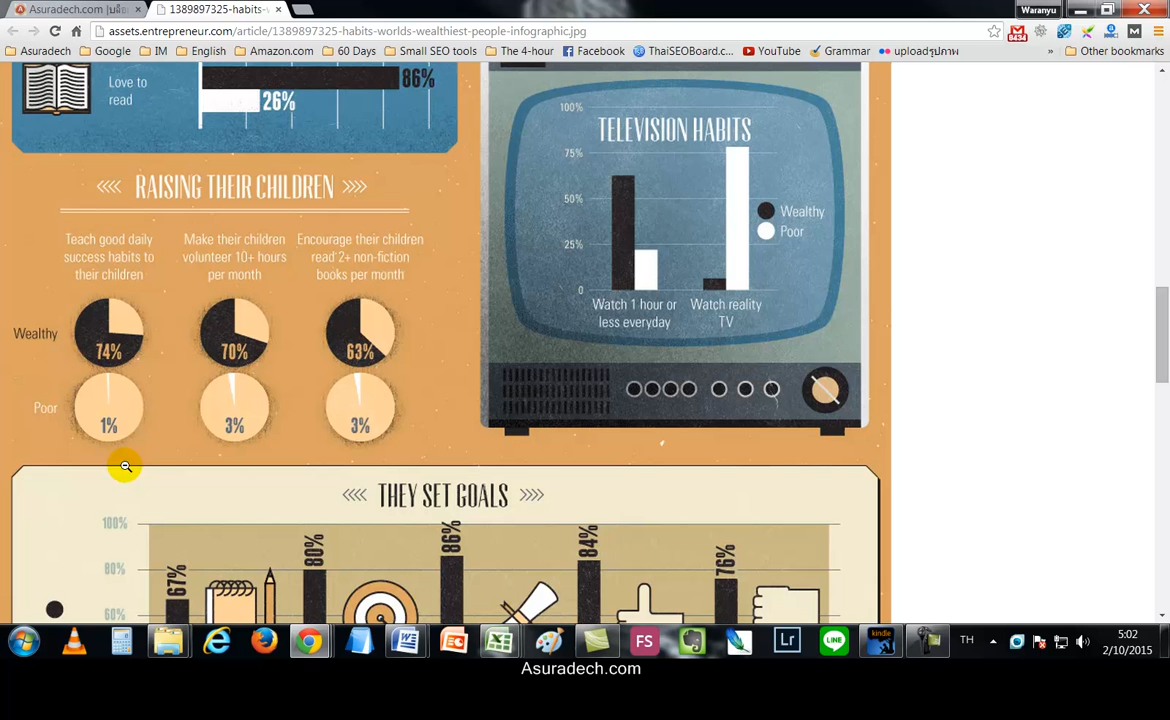 Asuradech.com |
1389897325-habits-w
Waranyu
assets.entrepreneur.com/article/1389897325-habits-worlds-wealthiest-people-infographic.jpg
8434
Asuradech
Google
IM
English
Amazon.com
60 Days
Small SEO tools
The 4-hour
Facebook
ThaiSEOBoard.c...
YouTube
Grammar
uploadรูปภาพ
»
Other bookmarks
Love to
read
86%
26%
RAISING THEIR CHILDREN
Teach good daily
success habits to
their children
Make their children
volunteer 10+ hours
per month
Encourage their children
read 2+ non-fiction
books per month
Wealthy
74%
70%
63%
Poor
1%
3%
3%
TELEVISION HABITS
100%
75%
50%
25%
0
Wealthy
Poor
Watch 1 hour or
less everyday
Watch reality
TV
THEY SET GOALS
100%
80%
60%
67%
80%
86%
84%
76%
FS
Lr
LINE
kindle
TH
5:02
2/10/2015
Asuradech.com